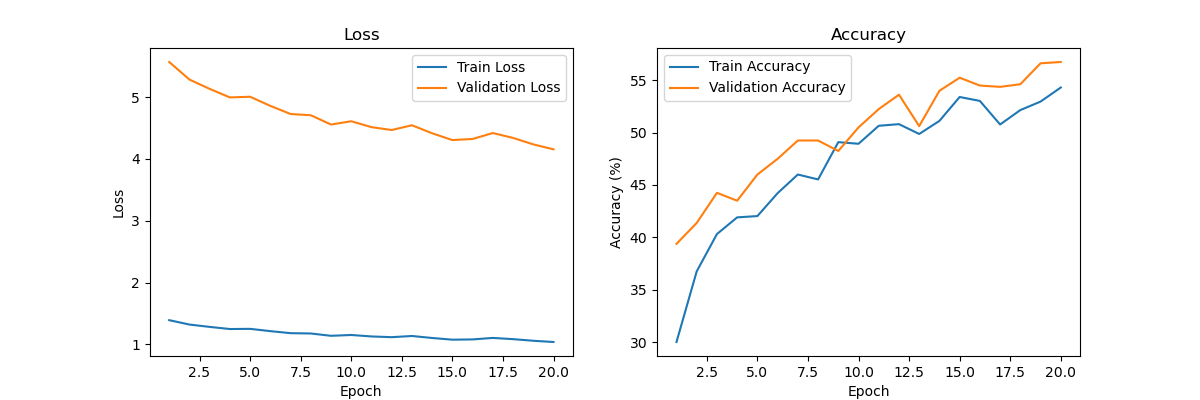 Loss
Train Loss
Validation Loss
5
4
3
2
1
Loss
2.5 5.0 7.5 10.0 12.5 15.0 17.5 20.0
Epoch
Accuracy
Train Accuracy
Validation Accuracy
55
50
45
40
35
30
Accuracy (%)
2.5 5.0 7.5 10.0 12.5 15.0 17.5 20.0
Epoch